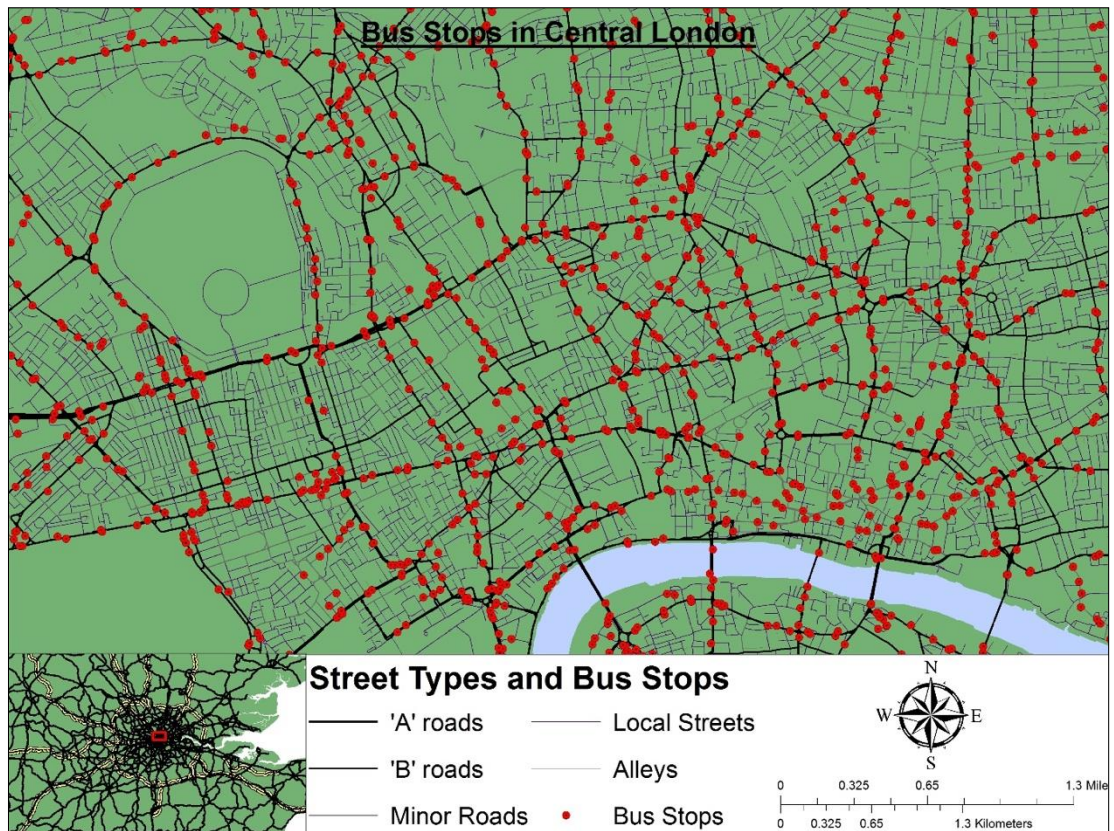 Bus Stops in Central London
Street Types and Bus Stops
'A' roads
Local Streets
'B' roads
Alleys
Minor Roads
Bus Stops
N
W E
S
0 0.325 0.65 1.3 Mile
0 0.325 0.65 1.3 Kilometers